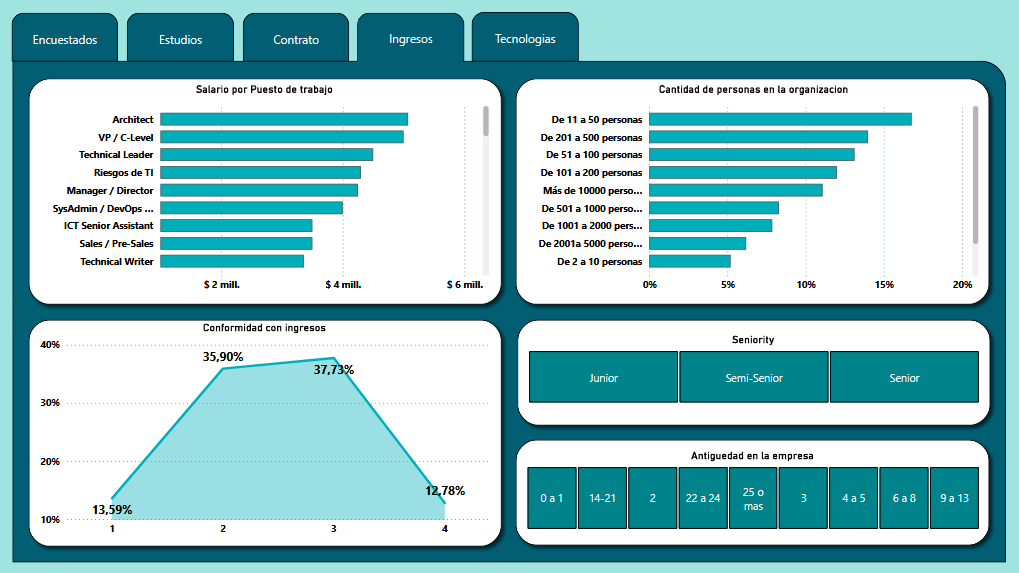 Encuestados
Estudios
Contrato
Ingresos
Tecnologias
Salario por Puesto de trabajo
Architect
VP / C-Level
Technical Leader
Riesgos de TI
Manager / Director
SysAdmin / DevOps ...
ICT Senior Assistant
Sales / Pre-Sales
Technical Writer
$ 2 mill.
$ 4 mill.
$ 6 mill.
Cantidad de personas en la organizacion
De 11 a 50 personas
De 201 a 500 personas
De 51 a 100 personas
De 101 a 200 personas
Más de 10000 perso...
De 501 a 1000 perso...
De 1001 a 2000 pers...
De 2001a 5000 perso...
De 2 a 10 personas
0%
5%
10%
15%
20%
Conformidad con ingresos
40%
30%
20%
10%
35,90%
37,73%
12,78%
13,59%
1
2
3
4
Seniority
Junior
Semi-Senior
Senior
Antiguedad en la empresa
0 a 1
14-21
2
22 a 24
25 o
mas
3
4 a 5
6 a 8
9 a 13